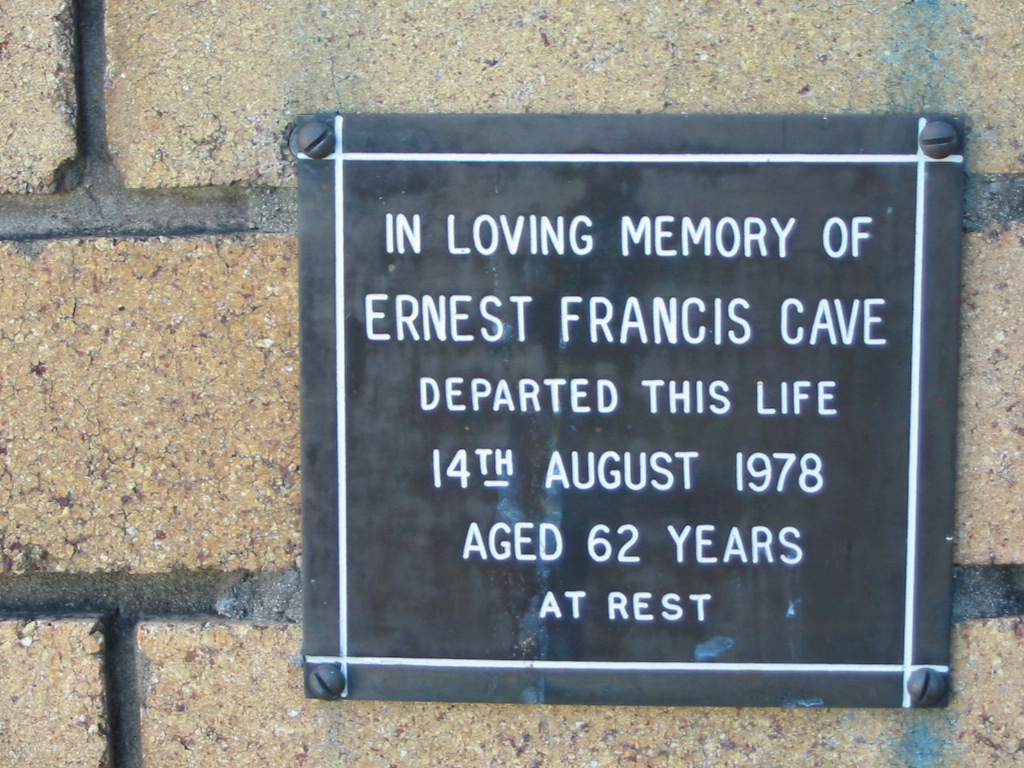 IN LOVING MEMORY OF
ERNEST FRANCIS CAVE
DEPARTED THIS LIFE
14TH AUGUST 1978
AGED 62 YEARS
AT REST